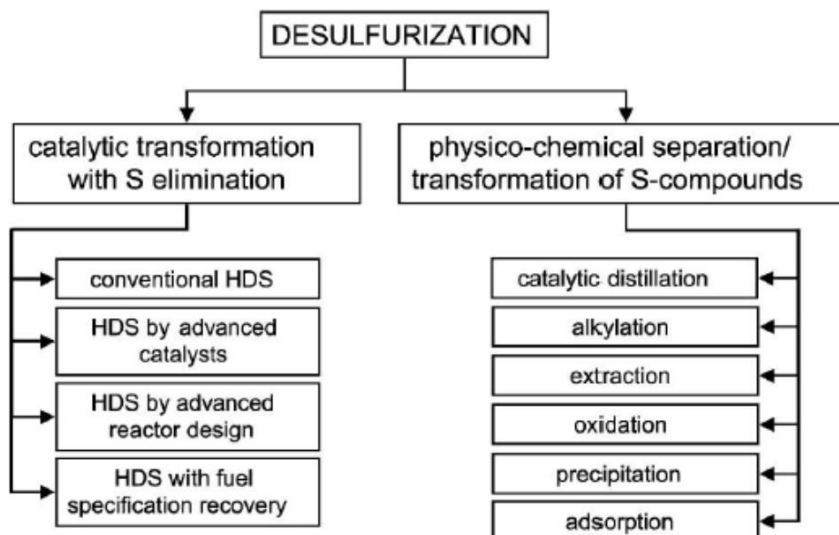 DESULFURIZATION
catalytic transformation
with S elimination
physico-chemical separation/
transformation of S-compounds
conventional HDS
HDS by advanced
catalysts
HDS by advanced
reactor design
HDS with fuel
specification recovery
catalytic distillation
alkylation
extraction
oxidation
precipitation
adsorption